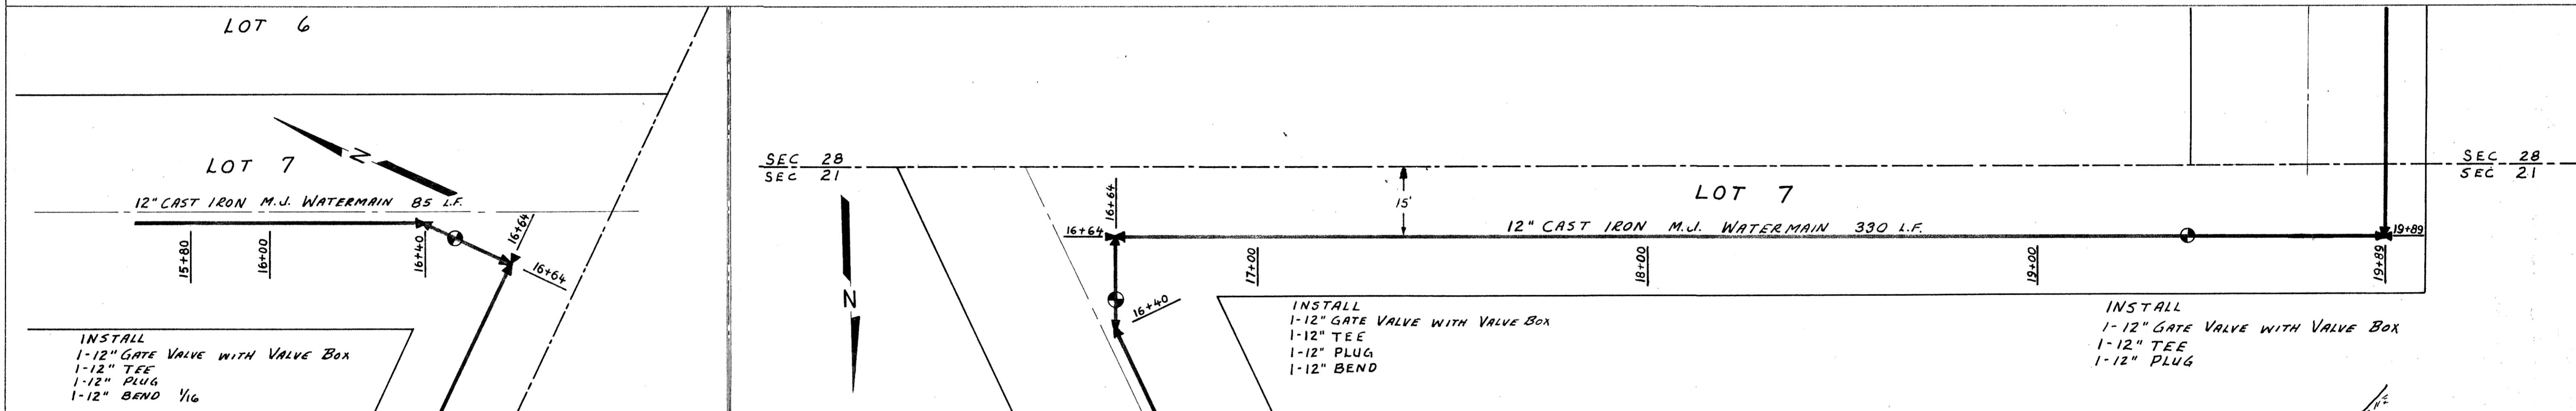 LOT 6
LOT 7
N
12" CAST IRON M.J. WATERMAIN 85 L.F.
15+80
16+00
16+40
16+64
16+64
INSTALL
1-12" GATE VALVE WITH VALVE BOX
1-12" TEE
1-12" PLUG
1-12" BEND 1/16
SEC 28
SEC 21
N
16+64
16+64
16+40
15'
LOT 7
12" CAST IRON M.J. WATERMAIN 330 L.F.
17+00
18+00
19+00
19+89
19+89
SEC 28
SEC 21
INSTALL
1-12" GATE VALVE WITH VALVE BOX
1-12" TEE
1-12" PLUG
1-12" BEND
INSTALL
1-12" GATE VALVE WITH VALVE BOX
1-12" TEE
1-12" PLUG